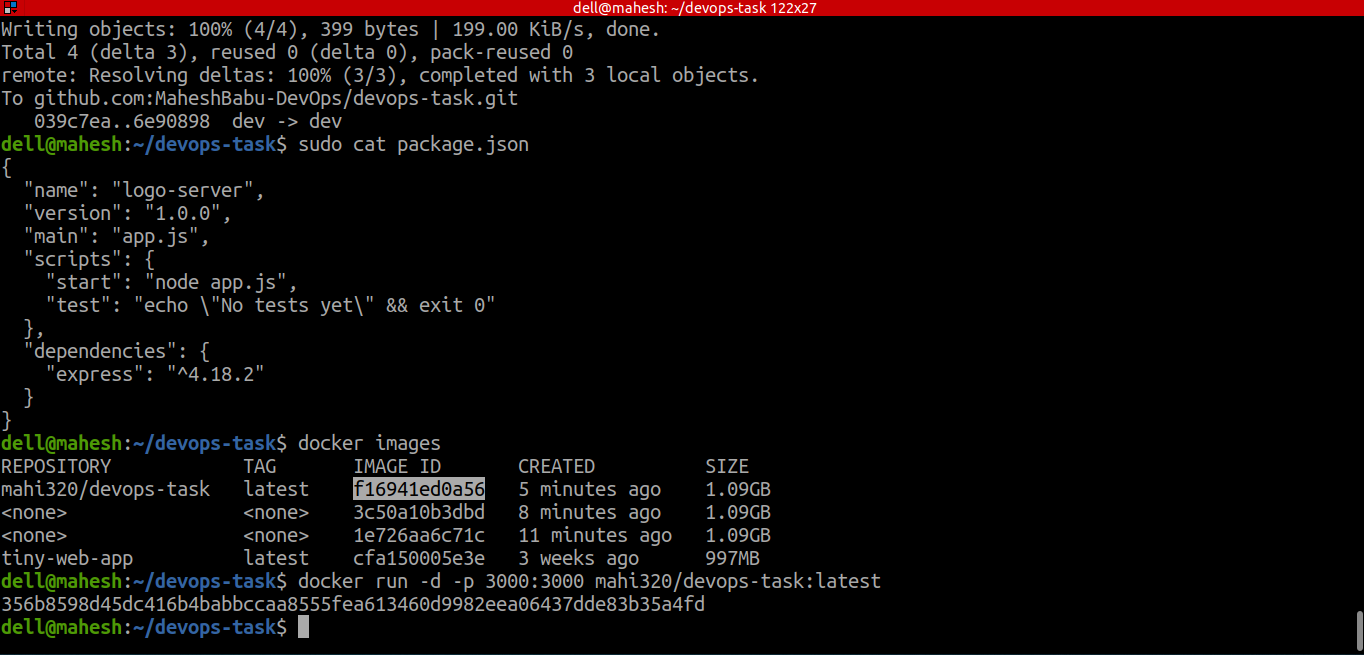 dell@mahesh: ~/devops-task 122x27
Writing objects: 100% (4/4), 399 bytes | 199.00 KiB/s, done.
Total 4 (delta 3), reused 0 (delta 0), pack-reused 0
remote: Resolving deltas: 100% (3/3), completed with 3 local objects.
To github.com:MaheshBabu-DevOps/devops-task.git
   039c7ea..6e90898  dev -> dev
dell@mahesh:~/devops-task$ sudo cat package.json
{
  "name": "logo-server",
  "version": "1.0.0",
  "main": "app.js",
  "scripts": {
    "start": "node app.js",
    "test": "echo \"No tests yet\" && exit 0"
  },
  "dependencies": {
    "express": "^4.18.2"
  }
}
dell@mahesh:~/devops-task$ docker images
REPOSITORY            TAG       IMAGE ID       CREATED          SIZE
mahi320/devops-task   latest    f16941ed0a56   5 minutes ago    1.09GB
<none>                <none>    3c50a10b3dbd   8 minutes ago    1.09GB
<none>                <none>    1e726aa6c71c   11 minutes ago   1.09GB
tiny-web-app          latest    cfa150005e3e   3 weeks ago      997MB
dell@mahesh:~/devops-task$ docker run -d -p 3000:3000 mahi320/devops-task:latest
356b8598d45dc416b4babbccaa8555fea613460d9982eea06437dde83b35a4fd
dell@mahesh:~/devops-task$